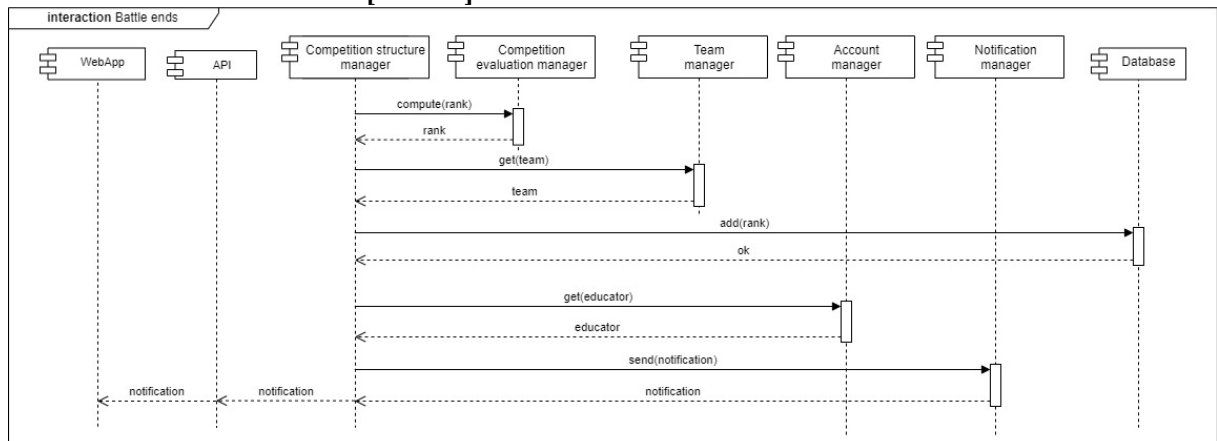 interaction Battle ends
WebApp
API
Competition structure
manager
Competition
evaluation manager
Team
manager
Account
manager
Notification
manager
Database
compute(rank)
rank
get(team)
team
add(rank)
ok
get(educator)
educator
send(notification)
notification
notification
notification